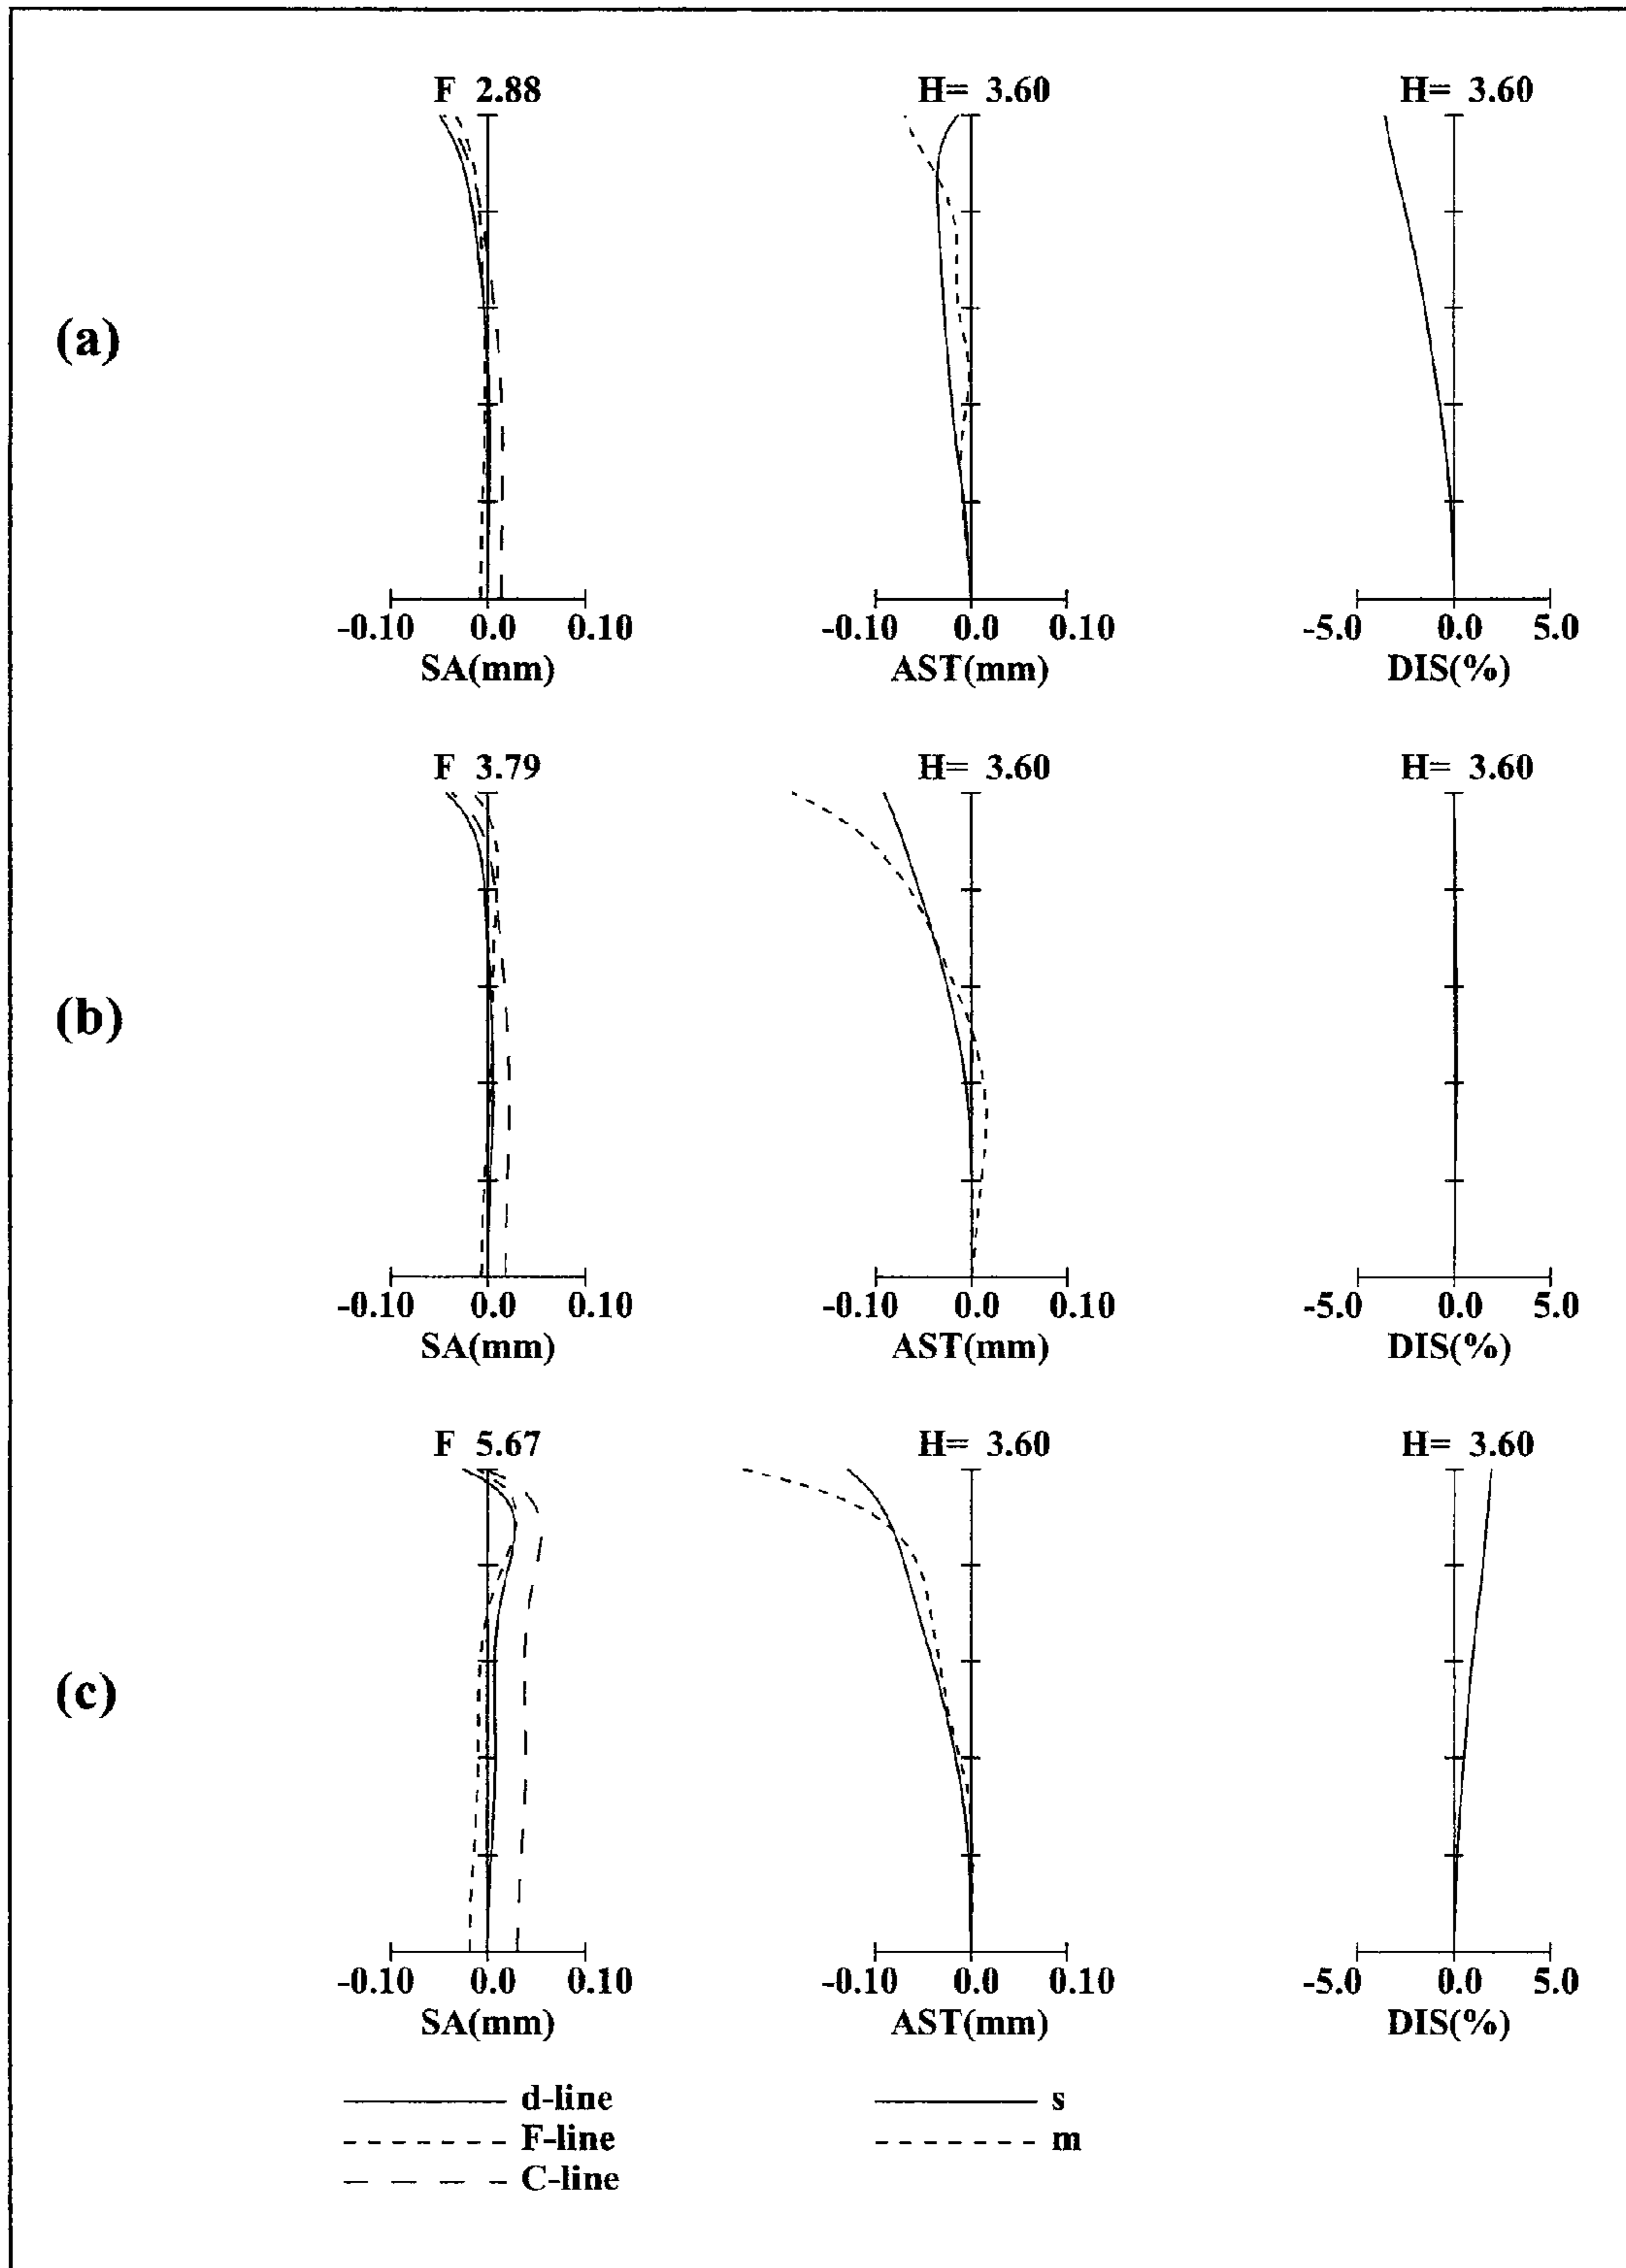 F 2.88 H= 3.60 H= 3.60
(a)
-0.10 0.0 0.10 -0.10 0.0 0.10 -5.0 0.0 5.0
SA(mm) AST(mm) DIS(%)
F 3.79 H= 3.60 H= 3.60
(b)
-0.10 0.0 0.10 -0.10 0.0 0.10 -5.0 0.0 5.0
SA(mm) AST(mm) DIS(%)
F 5.67 H= 3.60 H= 3.60
(c)
-0.10 0.0 0.10 -0.10 0.0 0.10 -5.0 0.0 5.0
SA(mm) AST(mm) DIS(%)
d-line s
F-line m
C-line